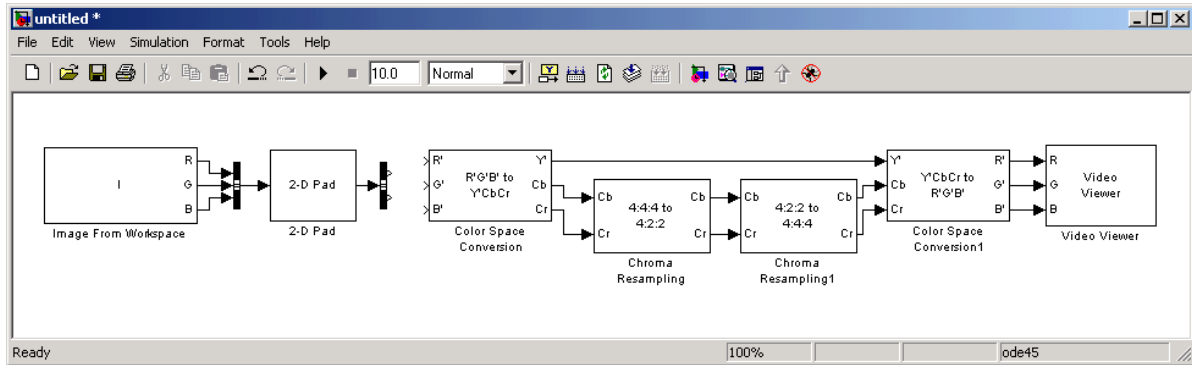 untitled *
File Edit View Simulation Format Tools Help
10.0 Normal
I
R
G
B
Image From Workspace
2-D Pad
2-D Pad
R'
G'
B'
R'G'B' to
Y'CbCr
Y'
Cb
Cr
Color Space
Conversion
Cb
Cr
4:4:4 to
4:2:2
Cb
Cr
Chroma
Resampling
Cb
Cr
4:2:2 to
4:4:4
Cb
Cr
Chroma
Resampling1
Y'
Cb
Cr
Y'CbCr to
R'G'B'
R'
G'
B'
Color Space
Conversion1
R
G
B
Video
Viewer
Video Viewer
Ready 100% ode45